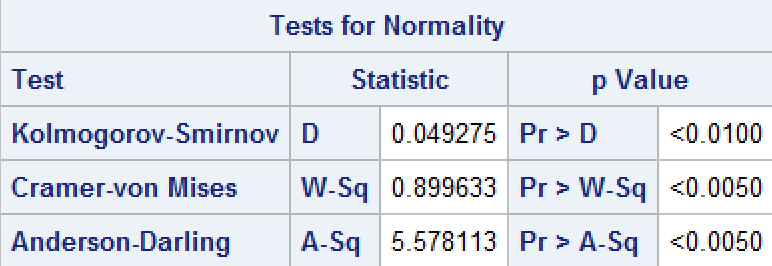 Tests for Normality
Test Statistic p Value
Kolmogorov-Smirnov D 0.049275 Pr > D <0.0100
Cramer-von Mises W-Sq 0.899633 Pr > W-Sq <0.0050
Anderson-Darling A-Sq 5.578113 Pr > A-Sq <0.0050